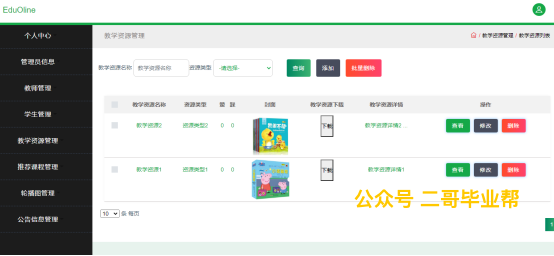 EduOline
个人中心
教学资源管理
/ 教学资源管理 / 教学资源列表
管理员信息
教学资源名称 教学资源名称 资源类型 -请选择- 查询 添加 批量删除
教师管理
教学资源名称 资源类型 赞 踩 封面 教学资源下载 教学资源详情 操作
学生管理
教学资源2 资源类型2 0 0 下载 教学资源详情2 查看 修改 删除
教学资源管理
推荐课程管理
教学资源1 资源类型1 0 0 下载 教学资源详情1 查看 修改 删除
轮播图管理
公众号 二哥毕业帮
公告信息管理
10 条 每页
1